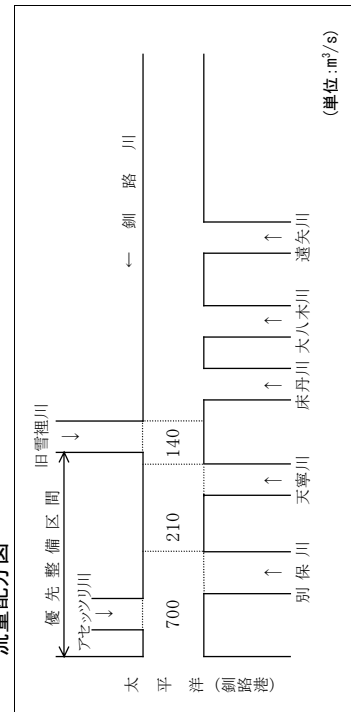 流量配分図
(単位:m³/s)
← 釧路川
旧雪裡川
↓
優先整備区間
アセッツリ川
↓
太平洋(釧路港)
700
210
140
↑
別保川
↑
天寧川
↑
床丹川
↑
大八木川
↑
遠矢川